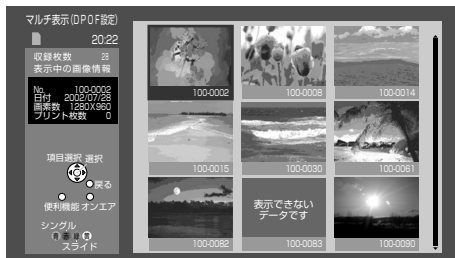 マルチ表示(DPOF設定)
20:22
収録枚数 28
表示中の画像情報
No. 100-0002
日付 2002/07/28
画素数 1280X960
プリント枚数 0
項目選択 選択
戻る
便利機能 オンエア
シングル
青 赤 緑 黄
スライド
100-0002
100-0008
100-0014
100-0015
100-0030
100-0061
100-0082
表示できない
データです
100-0083
100-0090